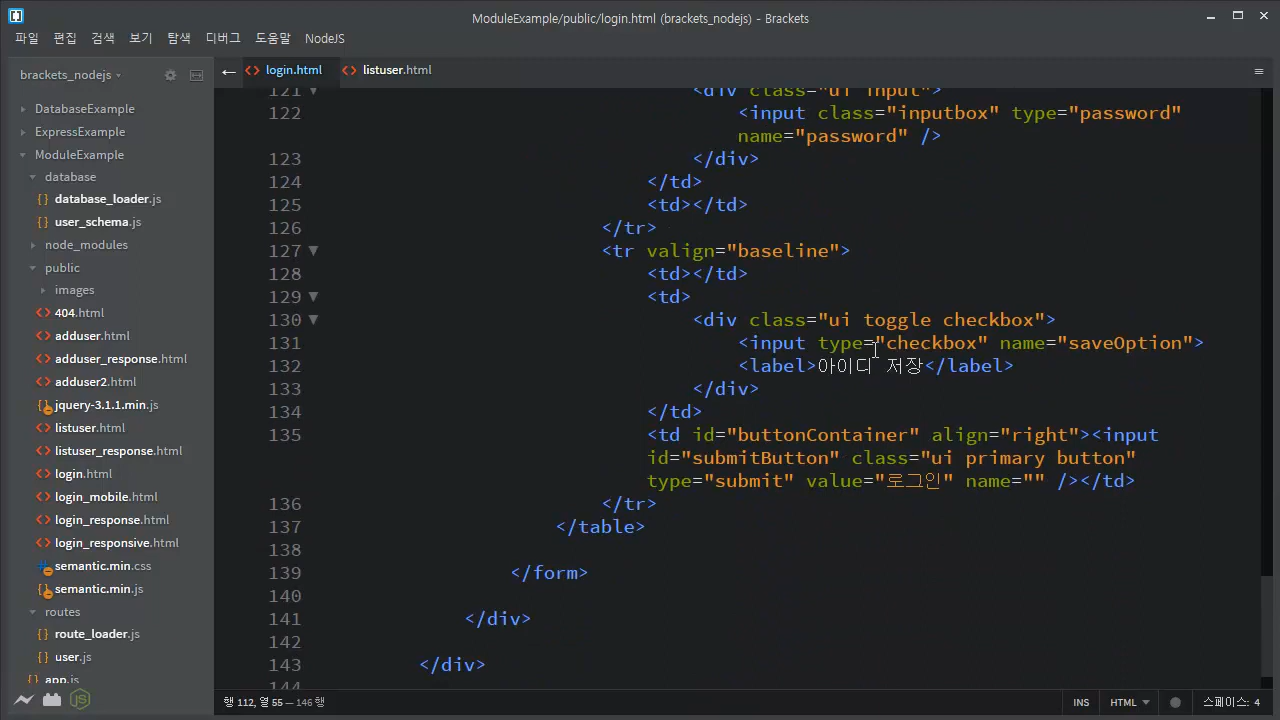 ModuleExample/public/login.html (brackets_nodejs) - Brackets
파일 편집 검색 보기 탐색 디버그 도움말 NodeJS
brackets_nodejs
login.html
listuser.html
DatabaseExample
ExpressExample
ModuleExample
database
database_loader.js
user_schema.js
node_modules
public
images
404.html
adduser.html
adduser_response.html
adduser2.html
jquery-3.1.1.min.js
listuser.html
listuser_response.html
login.html
login_mobile.html
login_response.html
login_responsive.html
semantic.min.css
semantic.min.js
routes
route_loader.js
user.js
app.js
121 <div class="ui input">
122 <input class="inputbox" type="password"
name="password" />
123 </div>
124 </td>
125 <td></td>
126 </tr>
127 <tr valign="baseline">
128 <td></td>
129 <td>
130 <div class="ui toggle checkbox">
131 <input type="checkbox" name="saveOption">
132 <label>아이디 저장</label>
133 </div>
134 </td>
135 <td id="buttonContainer" align="right"><input
id="submitButton" class="ui primary button"
type="submit" value="로그인" name="" /></td>
136 </tr>
137 </table>
138
139 </form>
140
141 </div>
142
143 </div>
144
행 112, 열 55 — 146 행
INS HTML 스페이스: 4